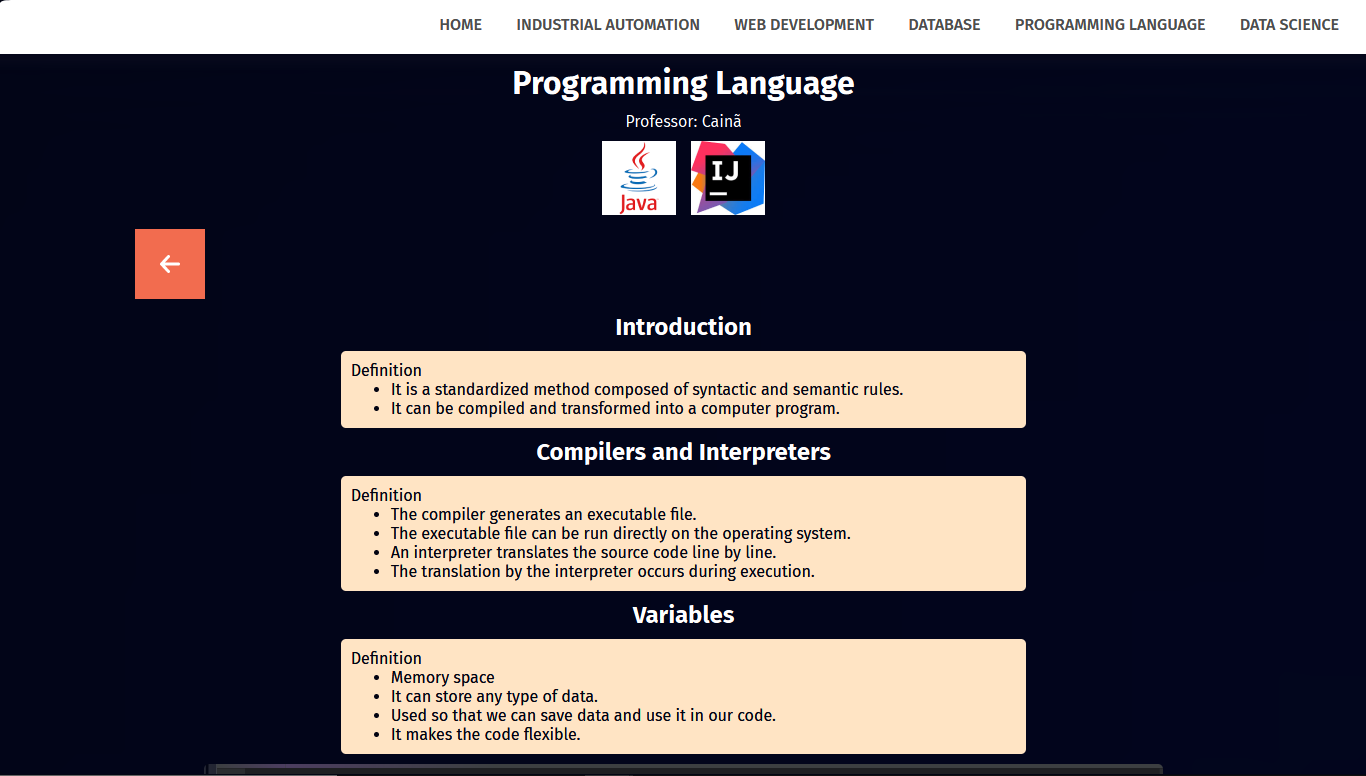 HOME INDUSTRIAL AUTOMATION WEB DEVELOPMENT DATABASE PROGRAMMING LANGUAGE DATA SCIENCE
Programming Language
Professor: Cainã
Java
IJ
Introduction
Definition
• It is a standardized method composed of syntactic and semantic rules.
• It can be compiled and transformed into a computer program.
Compilers and Interpreters
Definition
• The compiler generates an executable file.
• The executable file can be run directly on the operating system.
• An interpreter translates the source code line by line.
• The translation by the interpreter occurs during execution.
Variables
Definition
• Memory space
• It can store any type of data.
• Used so that we can save data and use it in our code.
• It makes the code flexible.